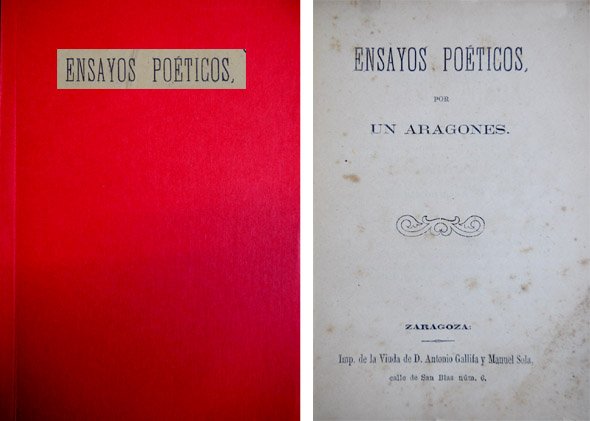 ENSAYOS POÉTICOS,
ENSAYOS POÉTICOS,
POR
UN ARAGONES.
ZARAGOZA:
Imp. de la Viuda de D. Antonio Gallifa y Manuel Sola,
calle de San Blas núm. 6.